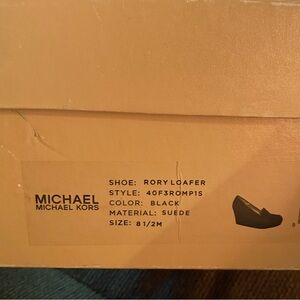 MICHAEL
MICHAEL KORS
SHOE: RORY LOAFER
STYLE: 40F3ROMP1S
COLOR: BLACK
MATERIAL: SUEDE
SIZE: 8 1/2M